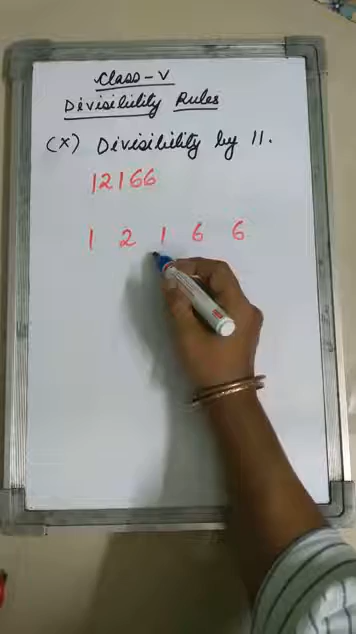 Class-V
Divisibility Rules
(x) Divisibility by 11.
12166
1 2 1 6 6